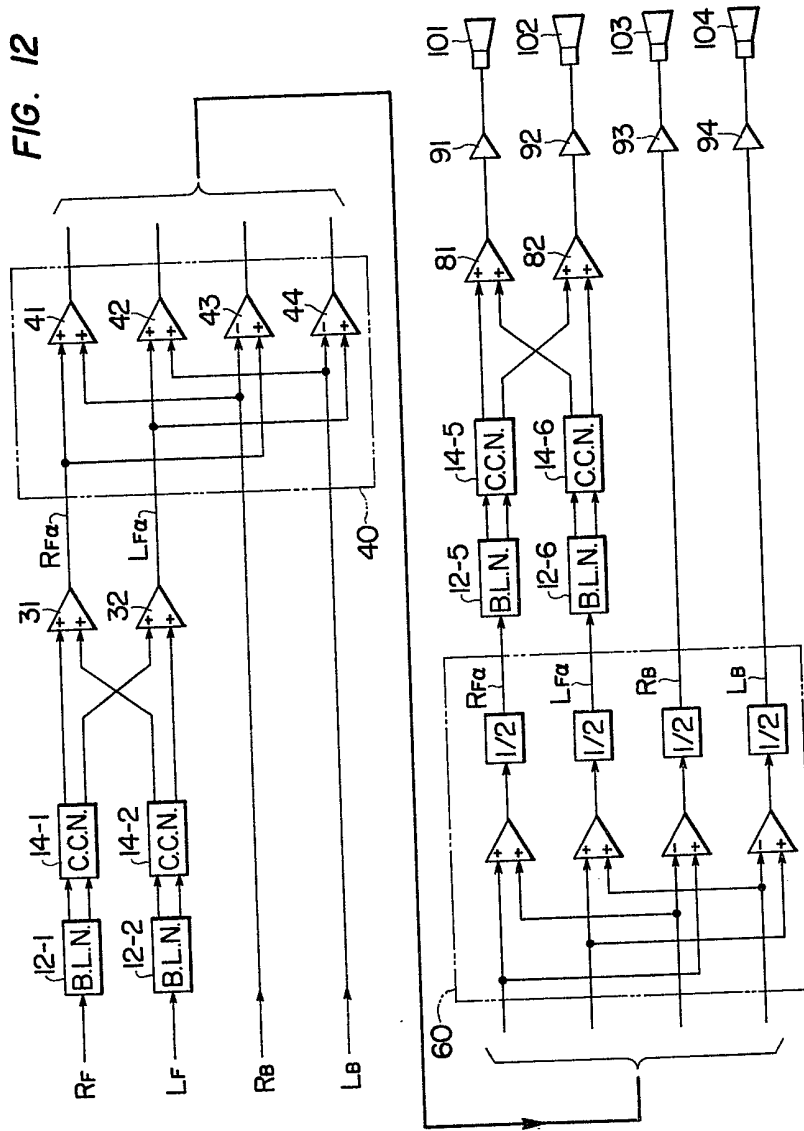 FIG. 12
RF
12-1
B.L.N.
14-1
C.C.N.
31
+
+
RFα
41
+
+
LF
12-2
B.L.N.
14-2
C.C.N.
32
+
+
LFα
42
+
+
RB
43
-
+
LB
44
-
+
40
60
+
+
1/2
RFα
12-5
B.L.N.
14-5
C.C.N.
81
+
+
91
101
+
+
1/2
LFα
12-6
B.L.N.
14-6
C.C.N.
82
+
+
92
102
-
+
1/2
RB
93
103
-
+
1/2
LB
94
104